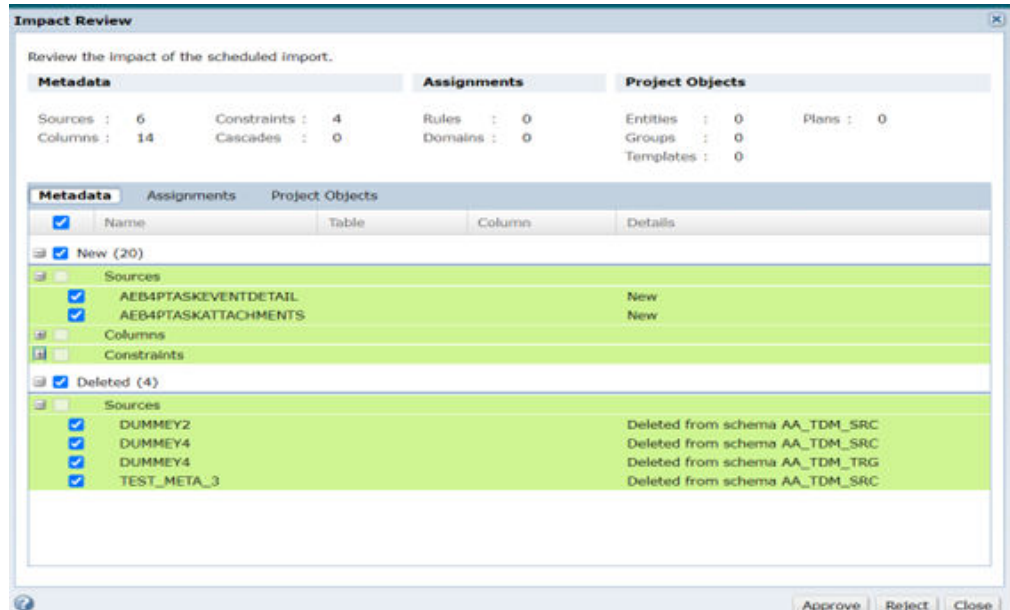 Impact Review
Review the impact of the scheduled import.
Metadata Assignments Project Objects
Sources : 6 Constraints : 4 Rules : 0 Entities : 0 Plans : 0
Columns : 14 Cascades : 0 Domains : 0 Groups : 0
Templates : 0
Metadata Assignments Project Objects
Name Table Column Details
New (20)
Sources
AEB4PTASKEVENTDETAIL New
AEB4PTASKATTACHMENTS New
Columns
Constraints
Deleted (4)
Sources
DUMMEY2 Deleted from schema AA_TDM_SRC
DUMMEY4 Deleted from schema AA_TDM_SRC
DUMMEY4 Deleted from schema AA_TDM_TRG
TEST_META_3 Deleted from schema AA_TDM_SRC
Approve Reject Close